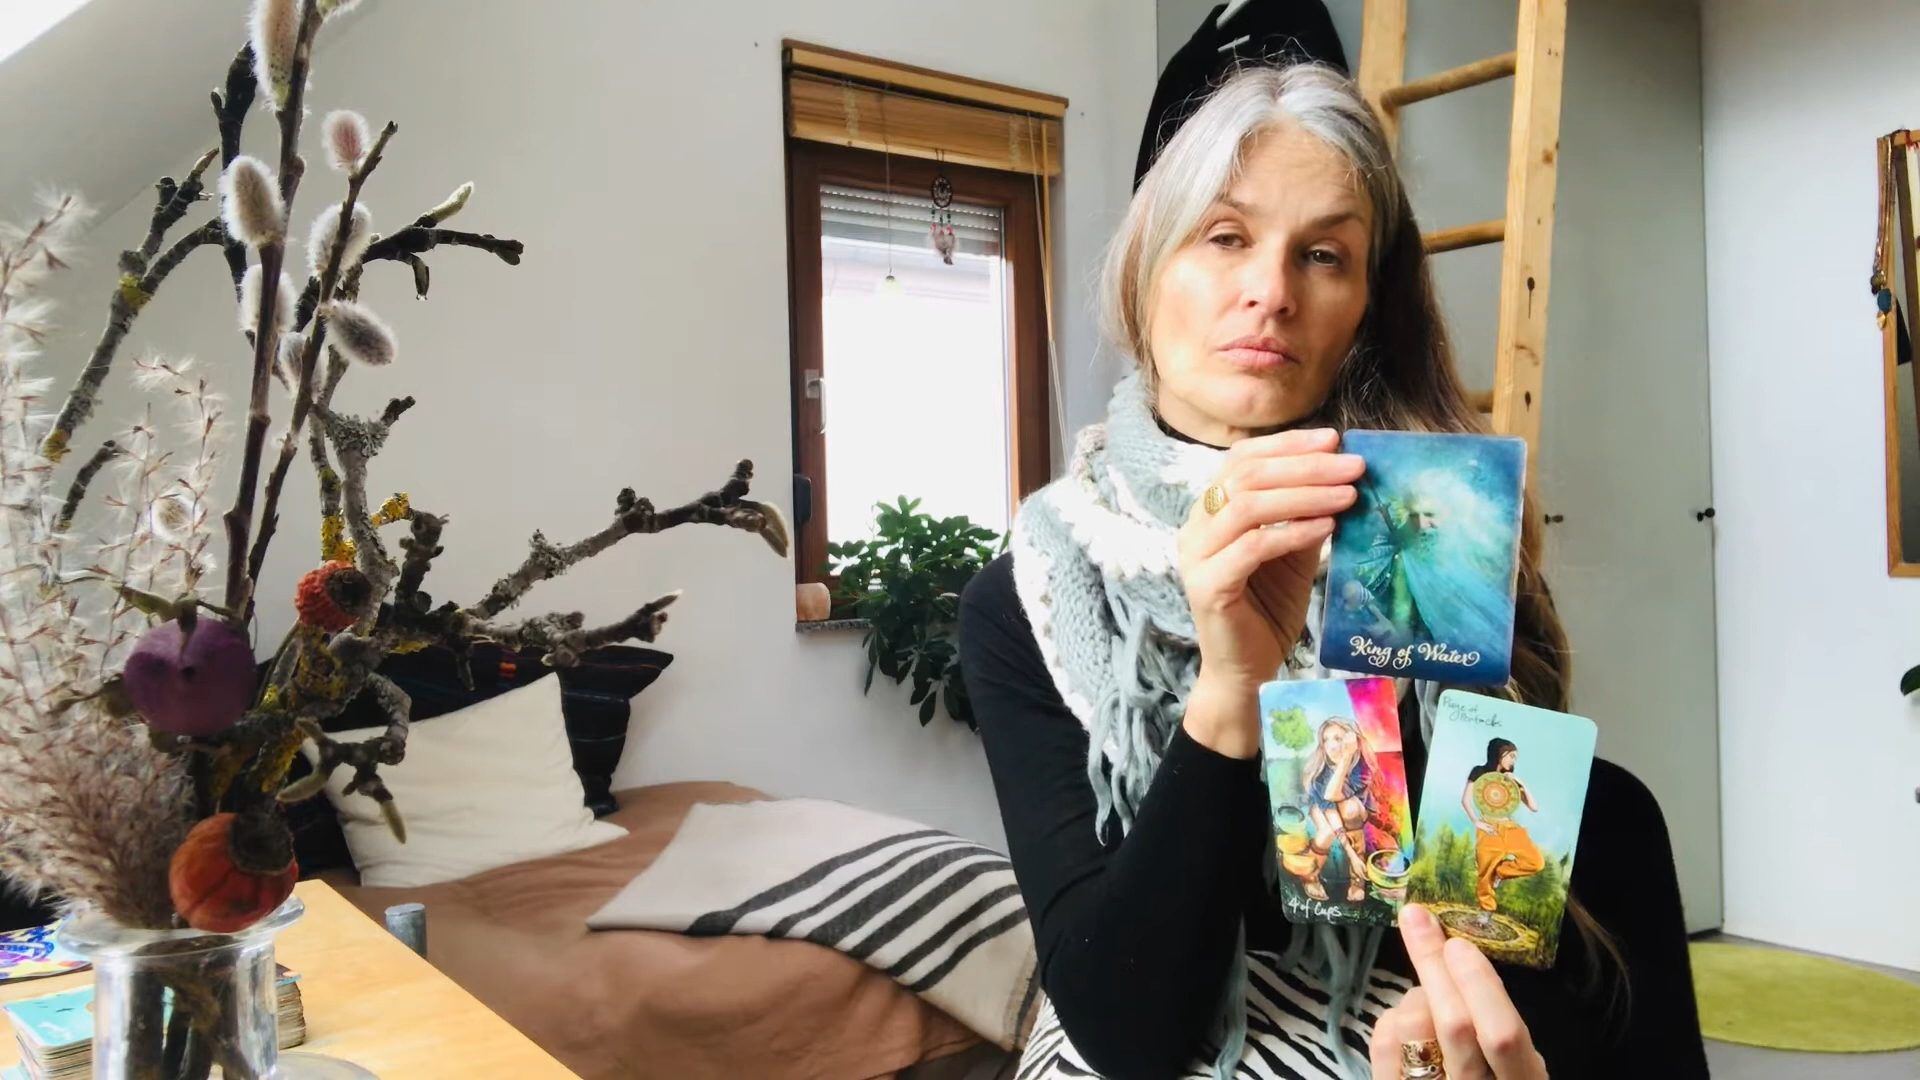 King of Water
4 of Cups
Page of
Pentacles